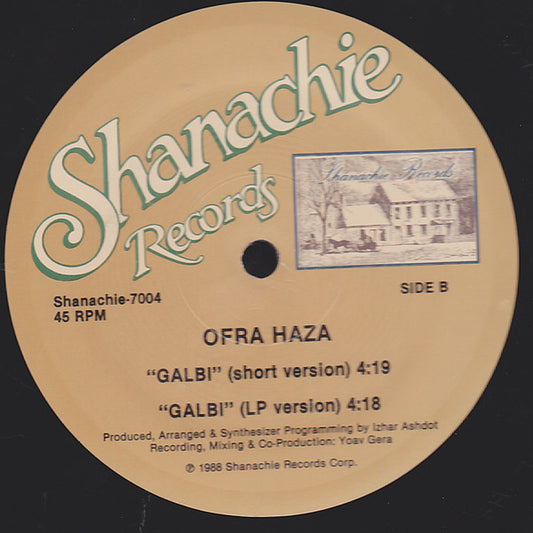 Shanachie
Records
Shanachie Records
Shanachie-7004
45 RPM
SIDE B
OFRA HAZA
"GALBI" (short version) 4:19
"GALBI" (LP version) 4:18
Produced, Arranged & Synthesizer Programming by Izhar Ashdot
Recording, Mixing & Co-Production: Yoav Gera
℗ 1988 Shanachie Records Corp.